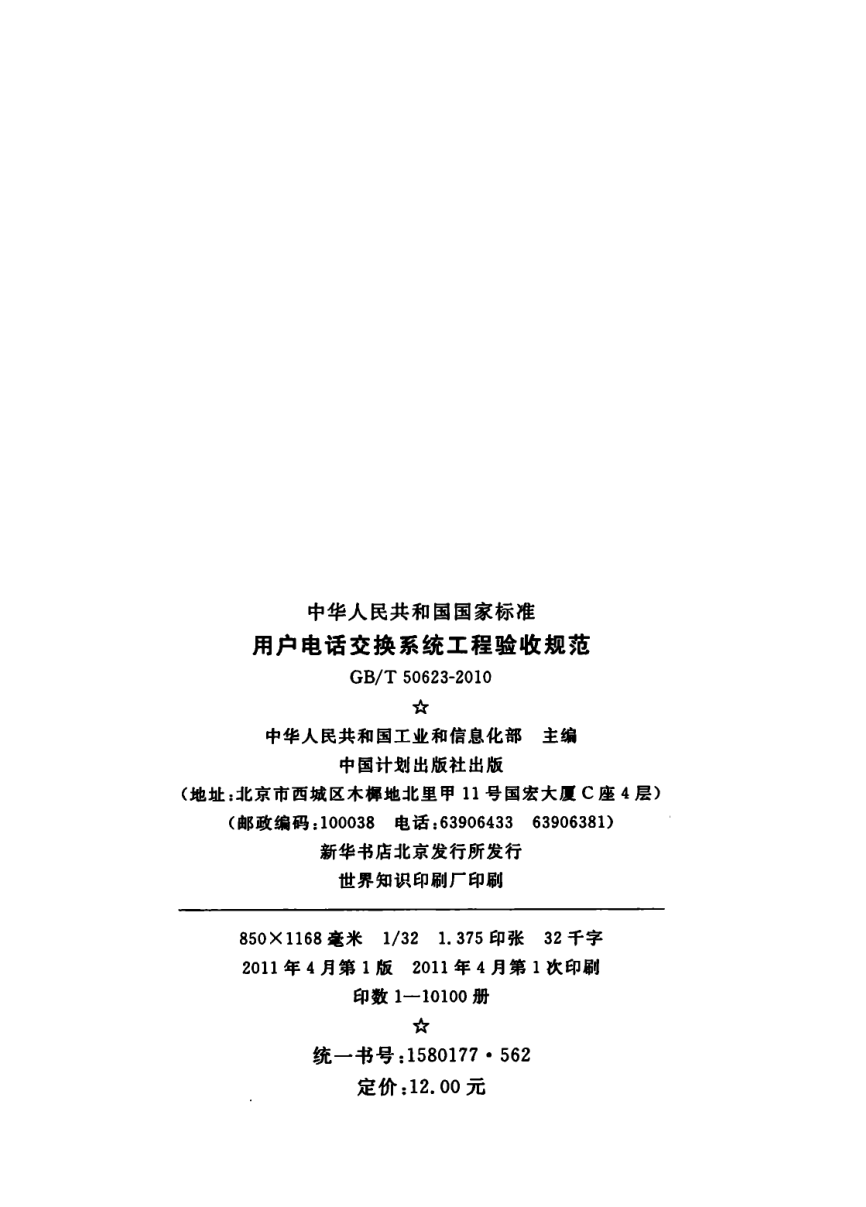 中华人民共和国国家标准
用户电话交换系统工程验收规范
GB/T 50623-2010
☆
中华人民共和国工业和信息化部 主编
中国计划出版社出版
(地址:北京市西城区木樨地北里甲 11 号国宏大厦 C 座 4 层)
(邮政编码:100038 电话:63906433 63906381)
新华书店北京发行所发行
世界知识印刷厂印刷
850×1168 毫米 1/32 1.375 印张 32 千字
2011 年 4 月第 1 版 2011 年 4 月第 1 次印刷
印数 1—10100 册
☆
统一书号:1580177·562
定价:12.00 元